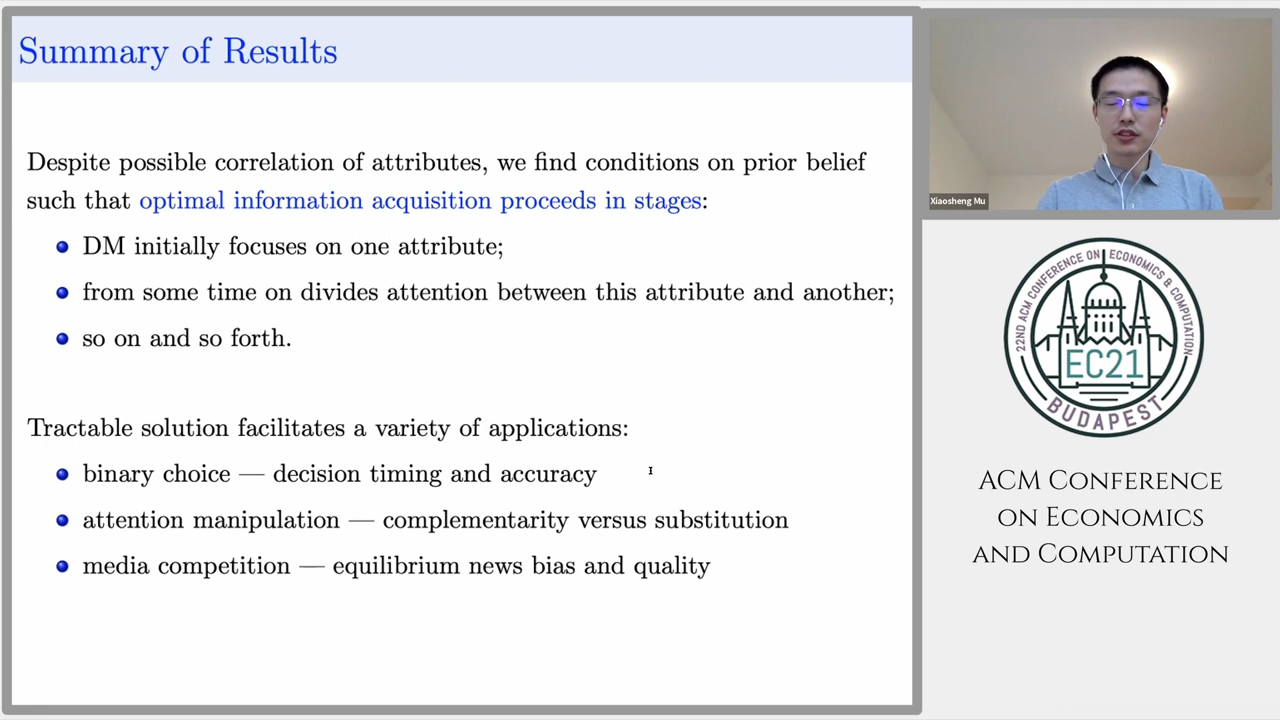 Summary of Results
Despite possible correlation of attributes, we find conditions on prior belief
such that optimal information acquisition proceeds in stages:
DM initially focuses on one attribute;
from some time on divides attention between this attribute and another;
so on and so forth.
Tractable solution facilitates a variety of applications:
binary choice — decision timing and accuracy
attention manipulation — complementarity versus substitution
media competition — equilibrium news bias and quality
Xiaosheng Mu
22ND ACM CONFERENCE ON ECONOMICS & COMPUTATION
EC21
BUDAPEST
ACM Conference
on Economics
and Computation